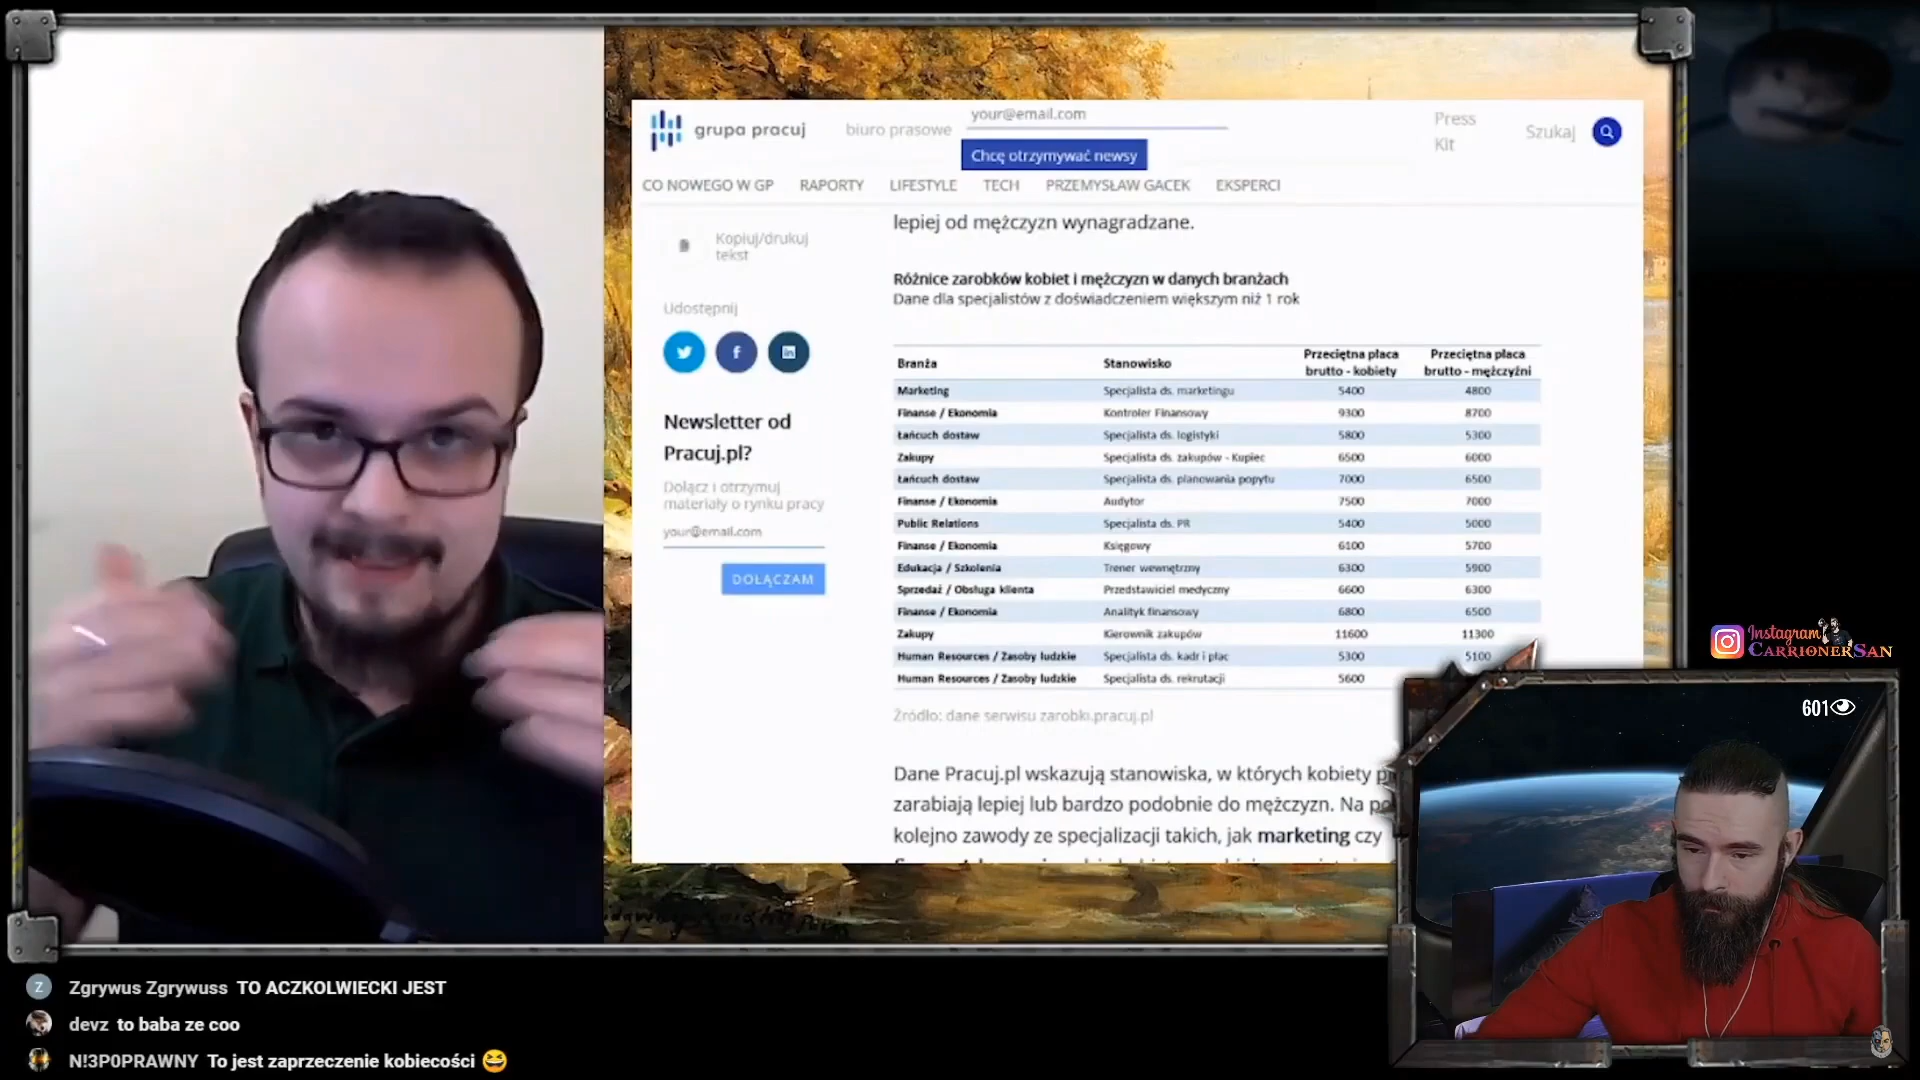 grupa pracuj
biuro prasowe
your@email.com
Chcę otrzymywać newsy
Press
Kit
Szukaj
CO NOWEGO W GP RAPORTY LIFESTYLE TECH PRZEMYSŁAW GACEK EKSPERCI
Kopiuj/drukuj
tekst
Udostępnij
Newsletter od
Pracuj.pl?
Dołącz i otrzymuj
materiały o rynku pracy
your@email.com
DOŁĄCZAM
lepiej od mężczyzn wynagradzane.
Różnice zarobków kobiet i mężczyzn w danych branżach
Dane dla specjalistów z doświadczeniem większym niż 1 rok
Branża Stanowisko Przeciętna płaca brutto - kobiety Przeciętna płaca brutto - mężczyźni
Marketing Specjalista ds. marketingu 5400 4800
Finanse / Ekonomia Kontroler Finansowy 9300 8700
Łańcuch dostaw Specjalista ds. logistyki 5800 5300
Zakupy Specjalista ds. zakupów - Kupiec 6500 6000
Łańcuch dostaw Specjalista ds. planowania popytu 7000 6500
Finanse / Ekonomia Audytor 7500 7000
Public Relations Specjalista ds. PR 5400 5000
Finanse / Ekonomia Księgowy 6100 5700
Edukacja / Szkolenia Trener wewnętrzny 6300 5900
Sprzedaż / Obsługa klienta Przedstawiciel medyczny 6600 6300
Finanse / Ekonomia Analityk finansowy 6800 6500
Zakupy Kierownik zakupów 11600 11300
Human Resources / Zasoby ludzkie Specjalista ds. kadr i płac 5300 5100
Human Resources / Zasoby ludzkie Specjalista ds. rekrutacji 5600
Źródło: dane serwisu zarobki.pracuj.pl
Dane Pracuj.pl wskazują stanowiska, w których kobiety
zarabiają lepiej lub bardzo podobnie do mężczyzn. Na
kolejno zawody ze specjalizacji takich, jak marketing czy
Instagram
CARRIONERSAN
601
Z
Zgrywus Zgrywuss TO ACZKOLWIECKI JEST
devz to baba ze coo
N!3P0PRAWNY To jest zaprzeczenie kobiecości 😆